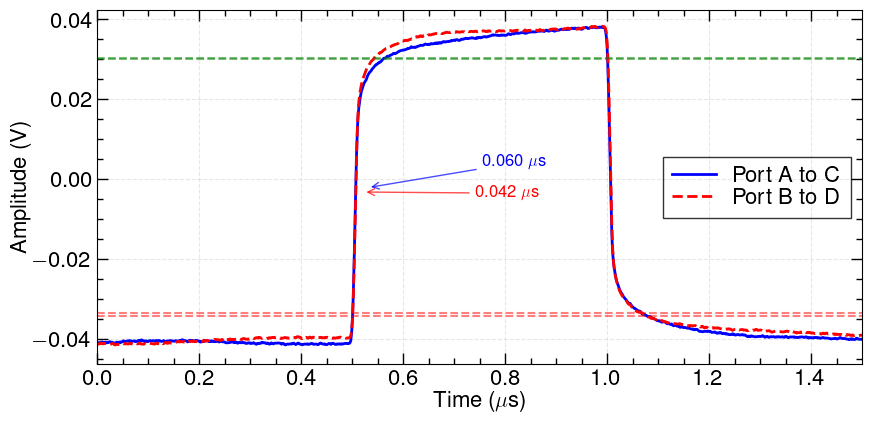 0.04
0.02
0.00
−0.02
−0.04
Amplitude (V)
0.060 μs
0.042 μs
Port A to C
Port B to D
0.0 0.2 0.4 0.6 0.8 1.0 1.2 1.4
Time (μs)